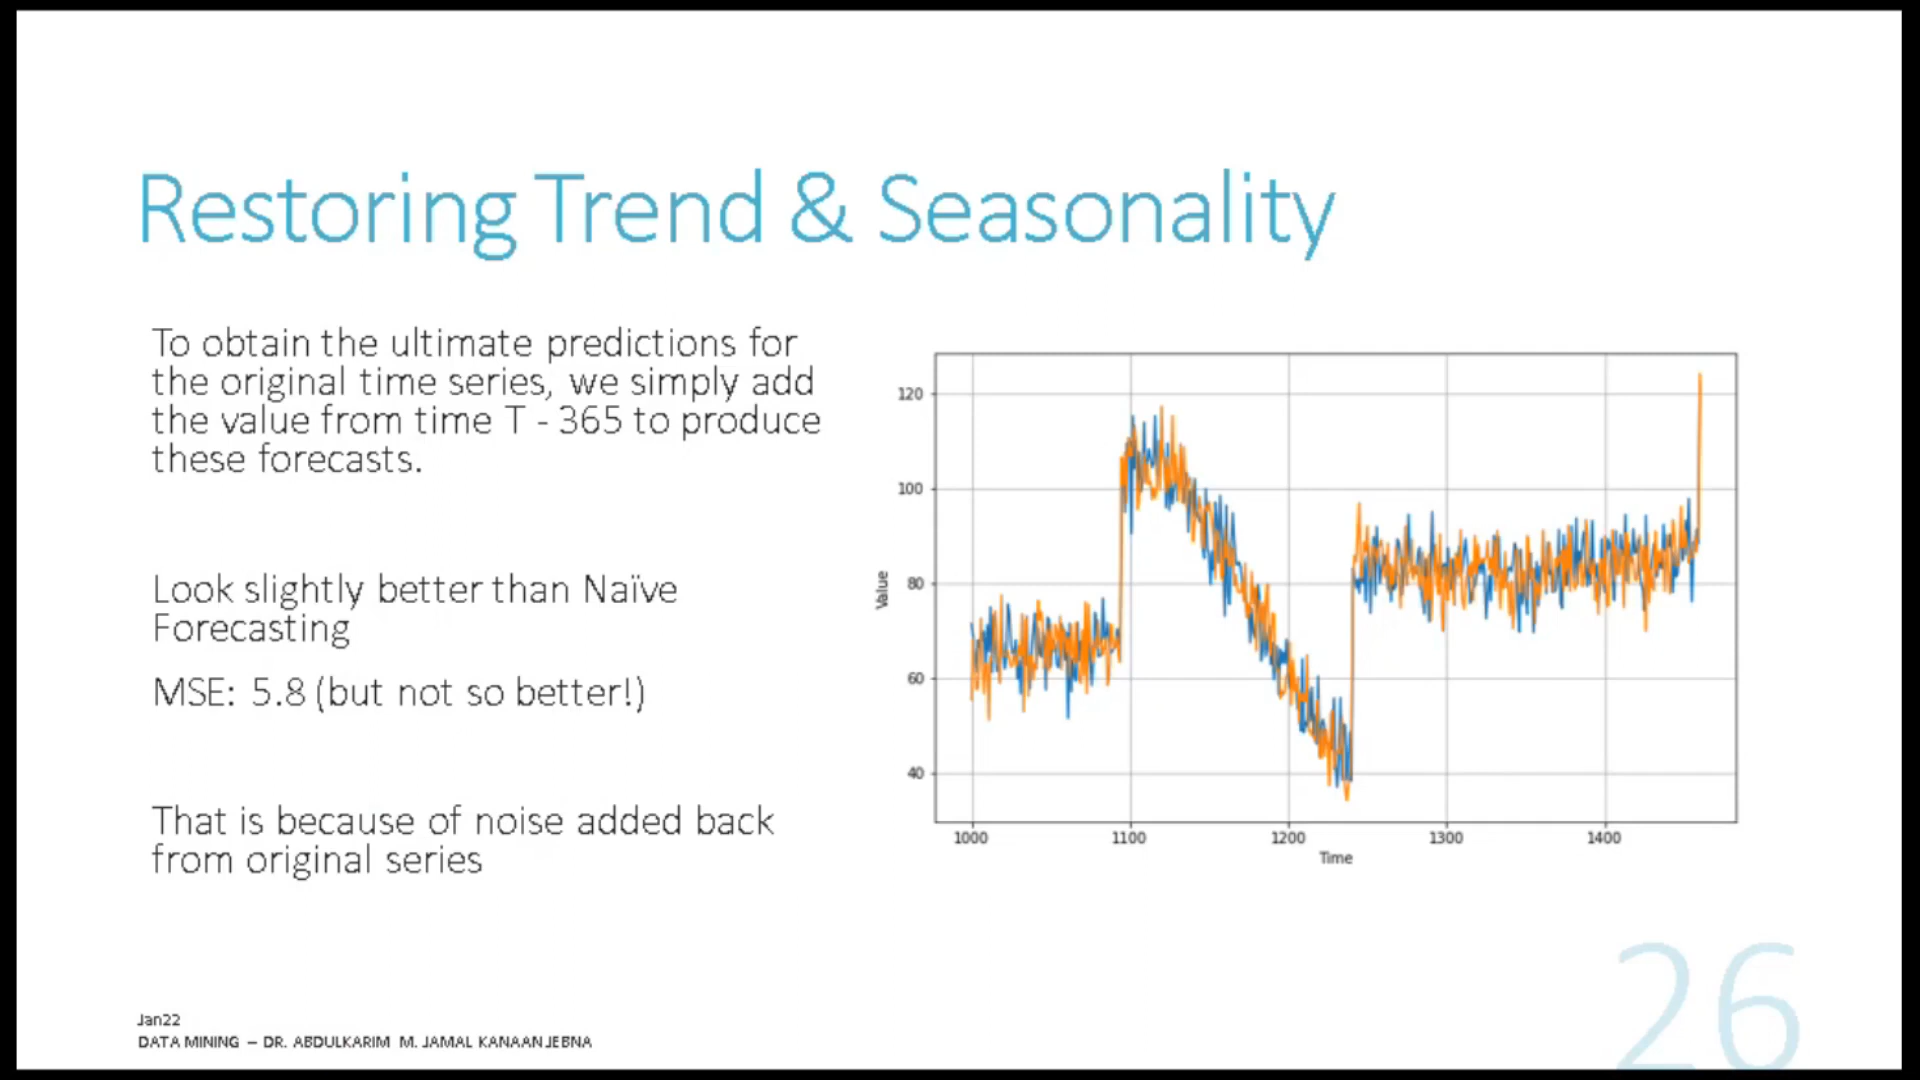 Restoring Trend & Seasonality
To obtain the ultimate predictions for
the original time series, we simply add
the value from time T - 365 to produce
these forecasts.
Look slightly better than Naïve
Forecasting
MSE: 5.8 (but not so better!)
That is because of noise added back
from original series
120
100
80
60
40
Value
1000 1100 1200 1300 1400
Time
Jan22
DATA MINING – DR. ABDULKARIM M. JAMAL KANAAN JEBNA
26